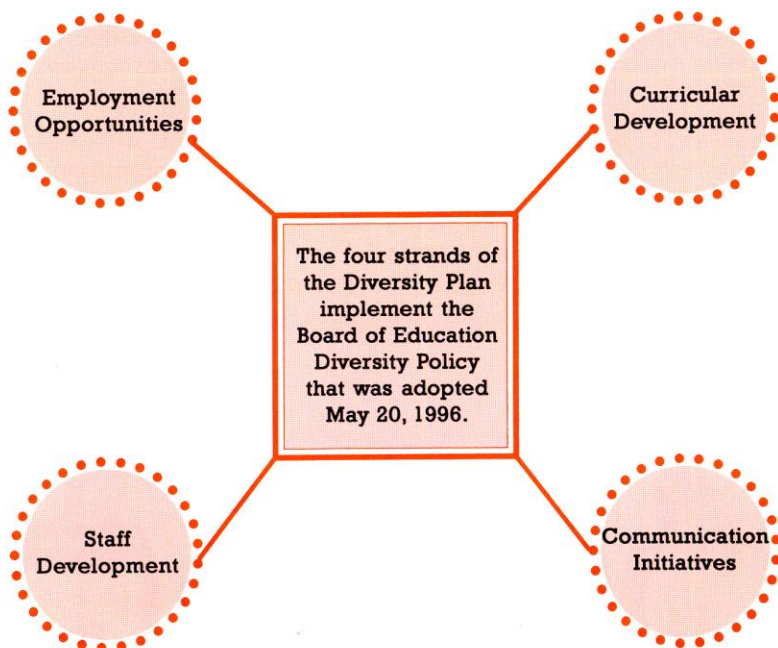 Employment
Opportunities
Curricular
Development
The four strands of
the Diversity Plan
implement the
Board of Education
Diversity Policy
that was adopted
May 20, 1996.
Staff
Development
Communication
Initiatives